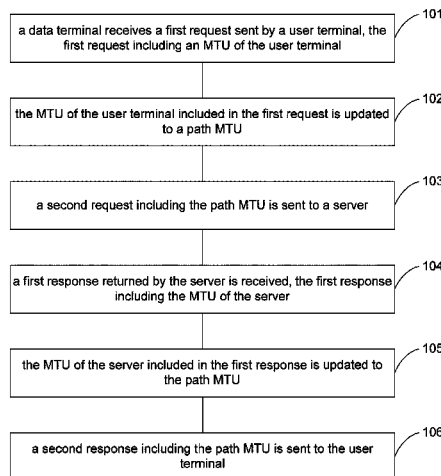 a data terminal receives a first request sent by a user terminal, the
first request including an MTU of the user terminal
101
the MTU of the user terminal included in the first request is updated
to a path MTU
102
a second request including the path MTU is sent to a server
103
a first response returned by the server is received, the first response
including the MTU of the server
104
the MTU of the server included in the first response is updated to
the path MTU
105
a second response including the path MTU is sent to the user
terminal
106